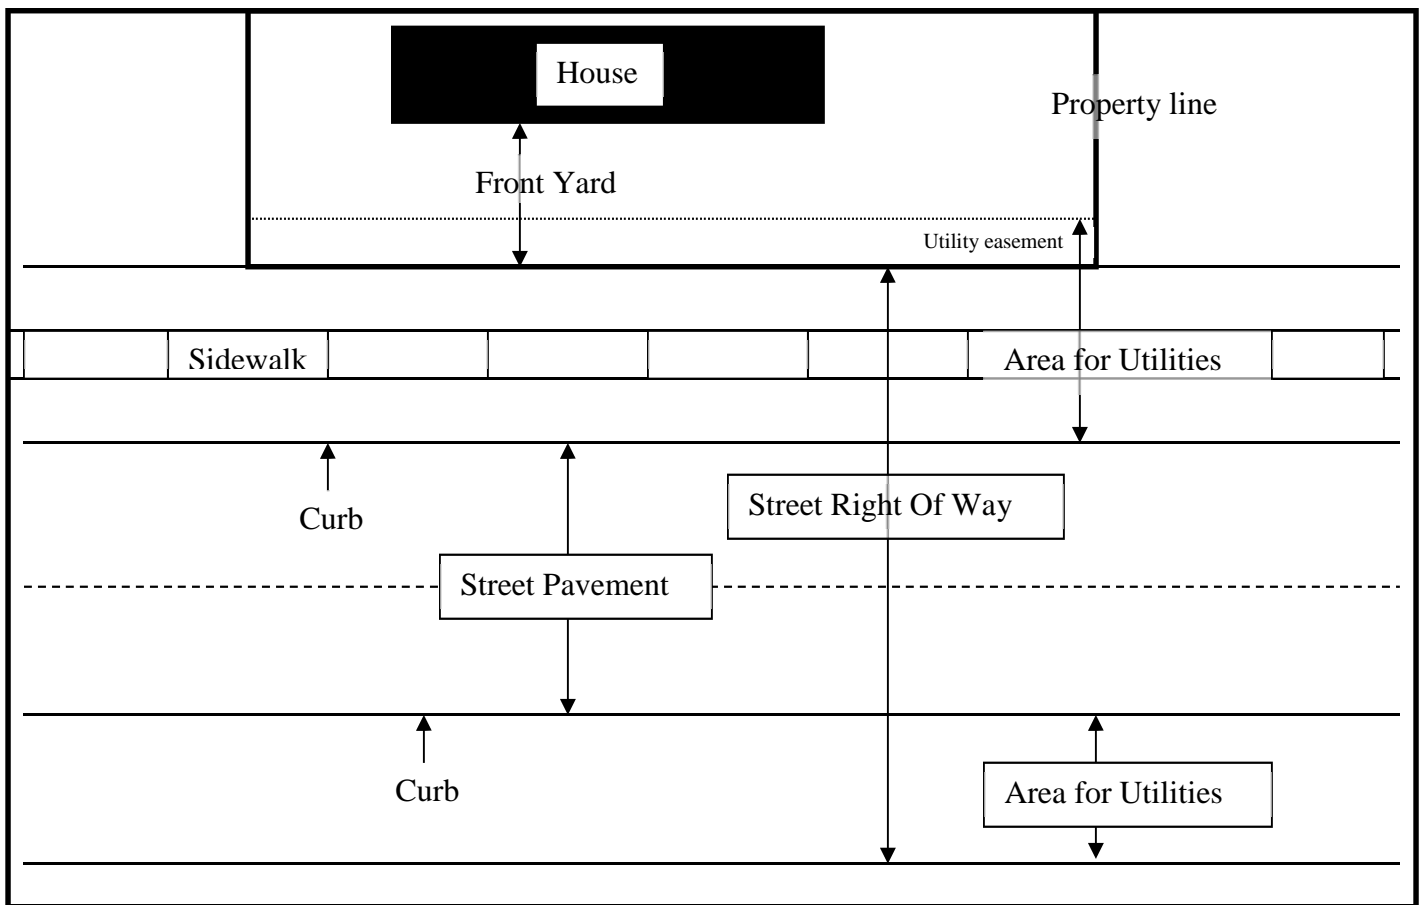 House
Property line
Front Yard
Utility easement
Sidewalk
Area for Utilities
Street Right Of Way
Curb
Street Pavement
Curb
Area for Utilities